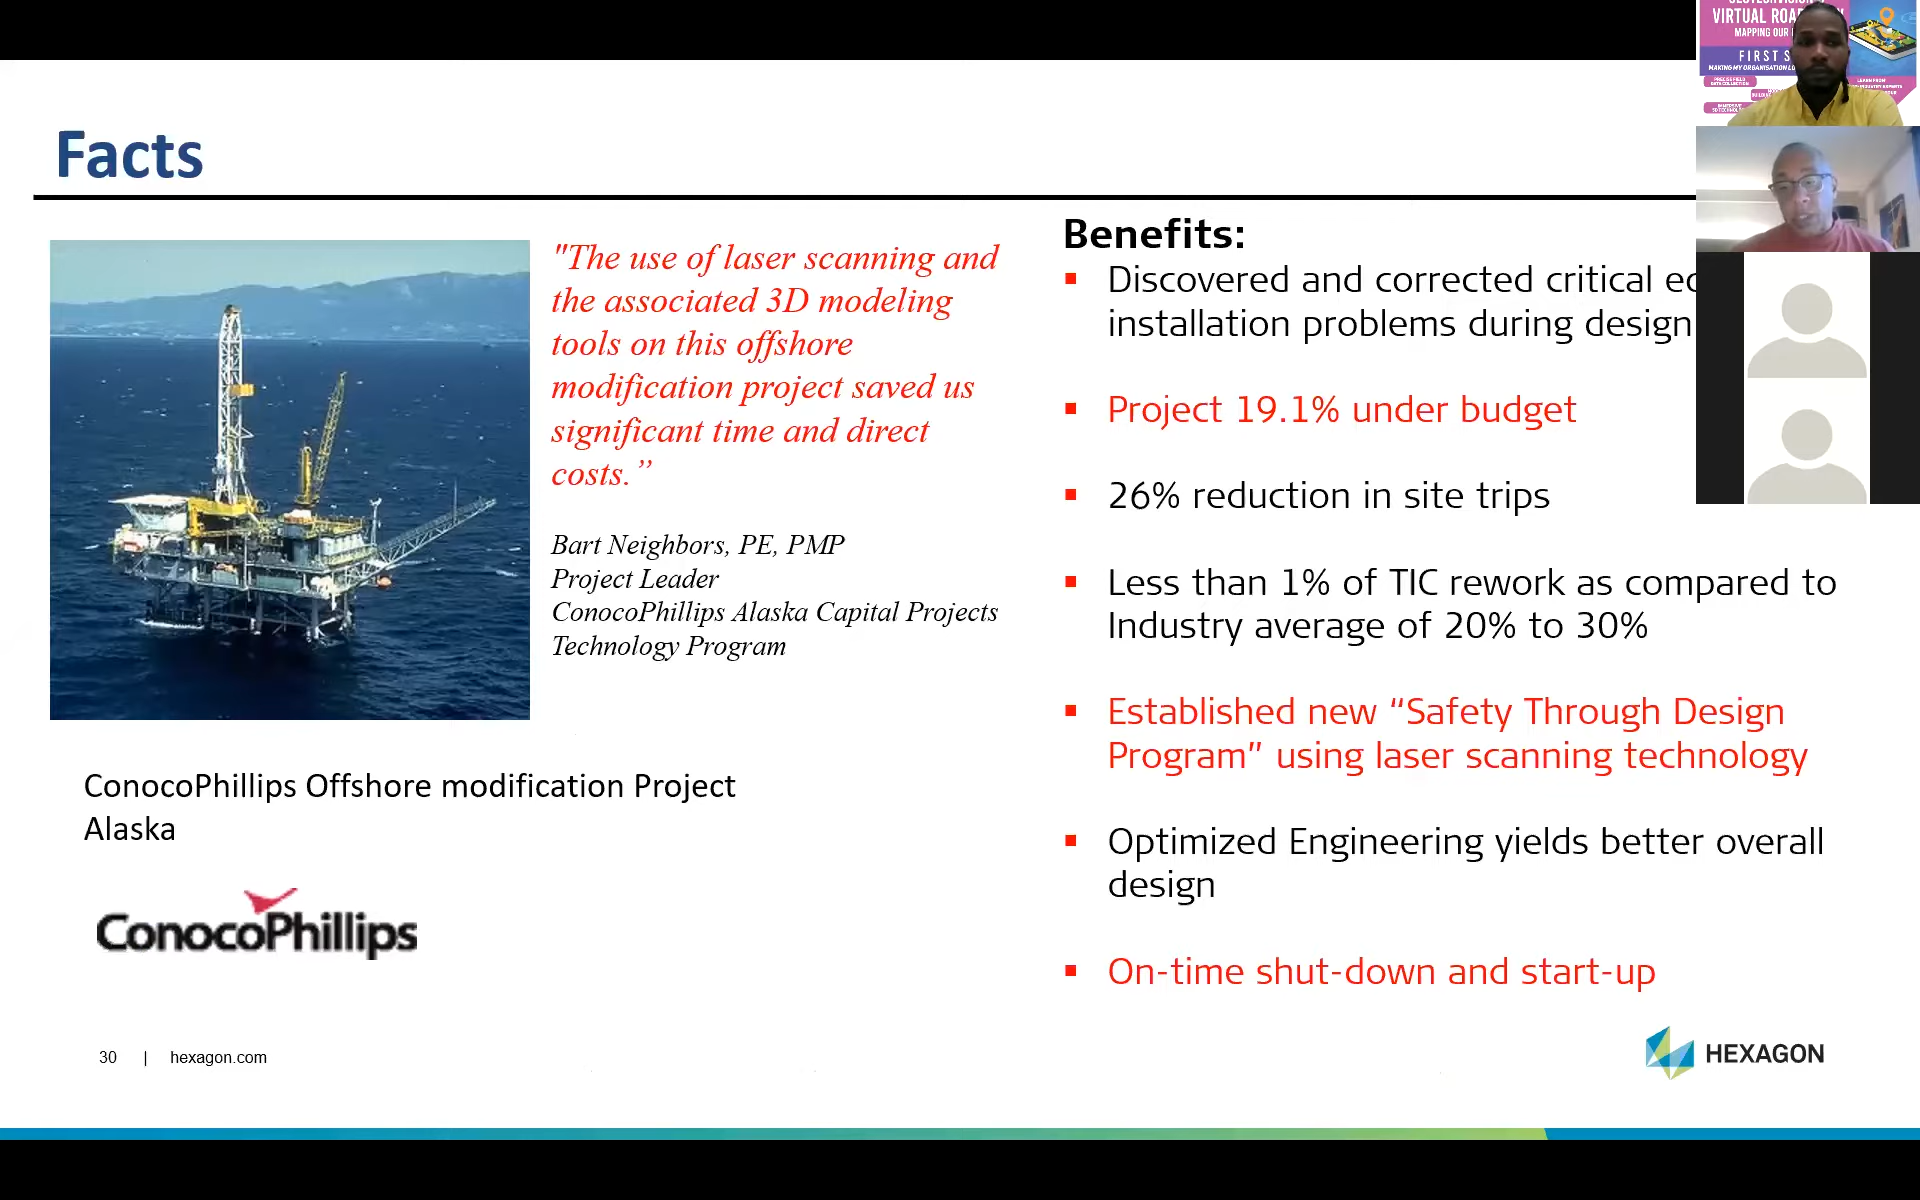 VIRTUAL
MAPPING OUR
FIRST
Facts
"The use of laser scanning and
the associated 3D modeling
tools on this offshore
modification project saved us
significant time and direct
costs.”
Bart Neighbors, PE, PMP
Project Leader
ConocoPhillips Alaska Capital Projects
Technology Program
ConocoPhillips Offshore modification Project
Alaska
ConocoPhillips
Benefits:
Discovered and corrected critical
installation problems during design
Project 19.1% under budget
26% reduction in site trips
Less than 1% of TIC rework as compared to
Industry average of 20% to 30%
Established new “Safety Through Design
Program” using laser scanning technology
Optimized Engineering yields better overall
design
On-time shut-down and start-up
30 | hexagon.com
HEXAGON